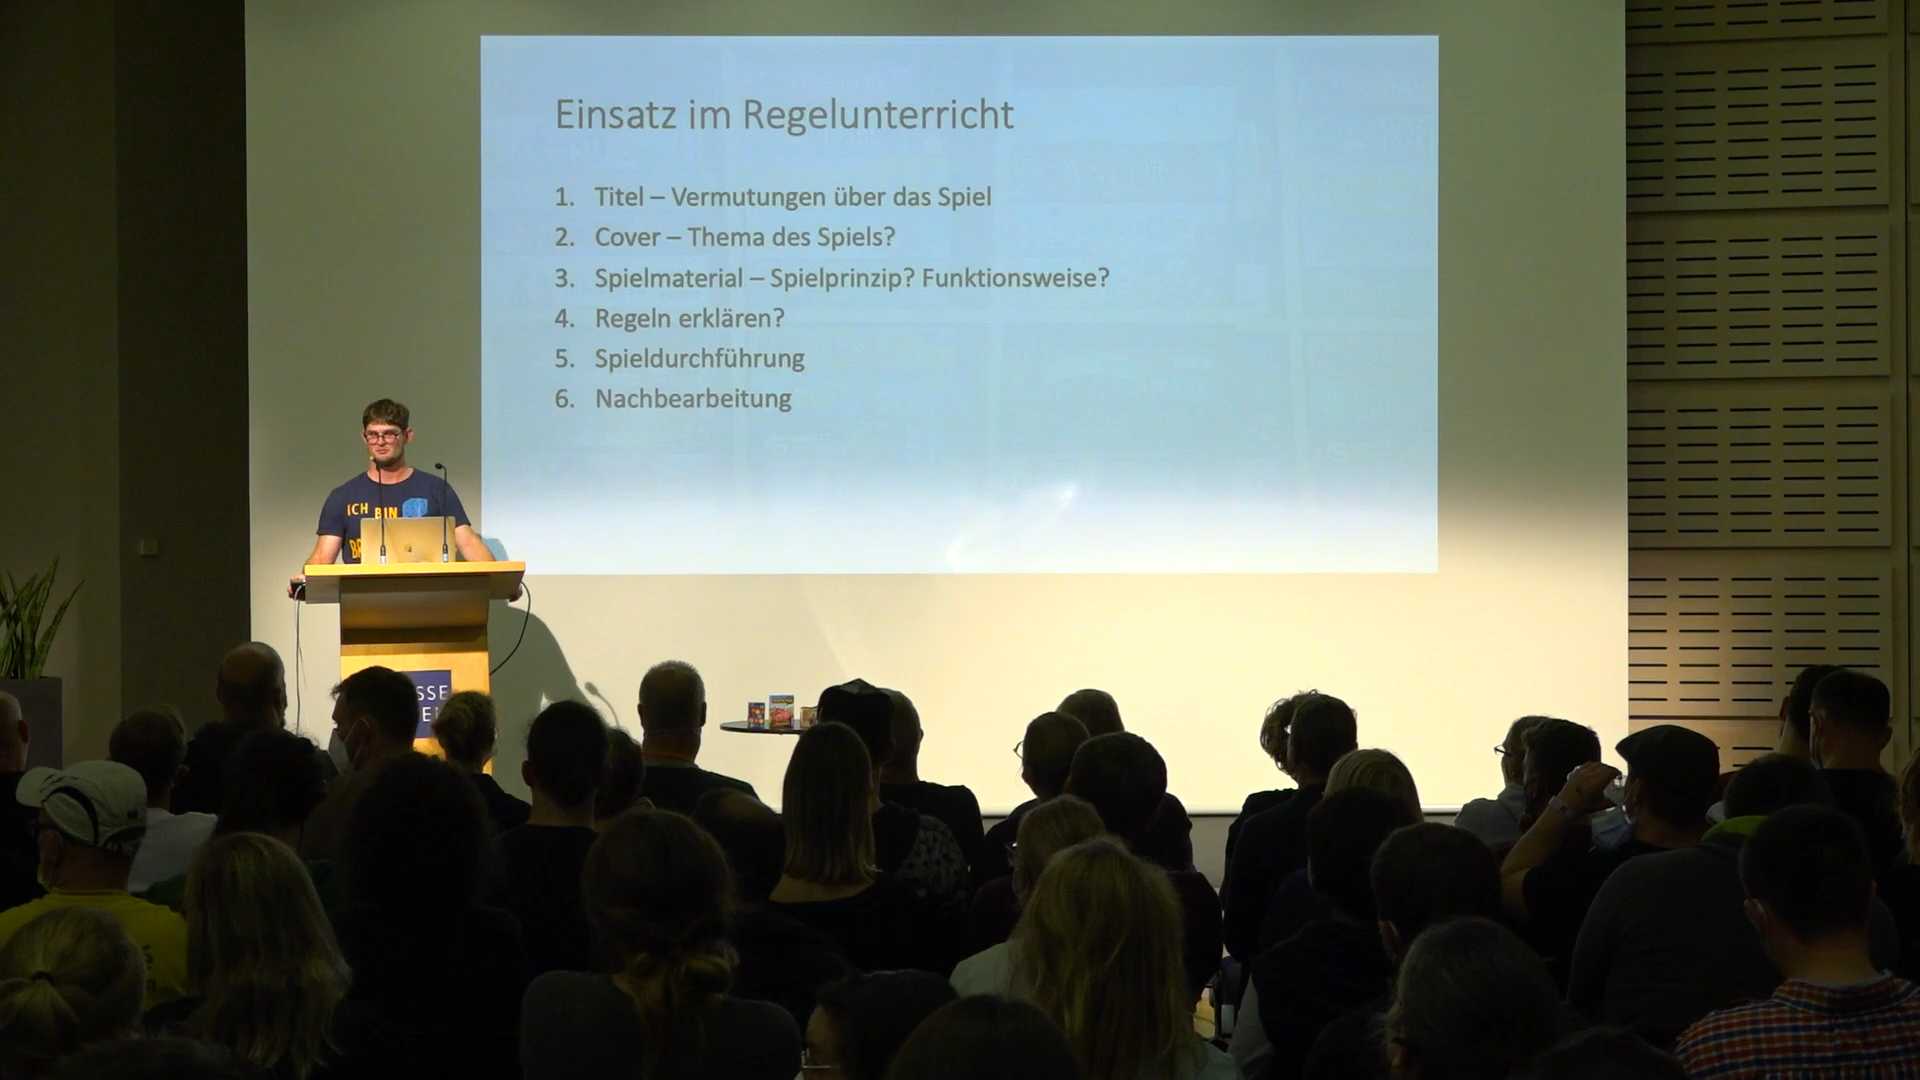 Einsatz im Regelunterricht
1. Titel – Vermutungen über das Spiel
2. Cover – Thema des Spiels?
3. Spielmaterial – Spielprinzip? Funktionsweise?
4. Regeln erklären?
5. Spieldurchführung
6. Nachbearbeitung
ICH BIN